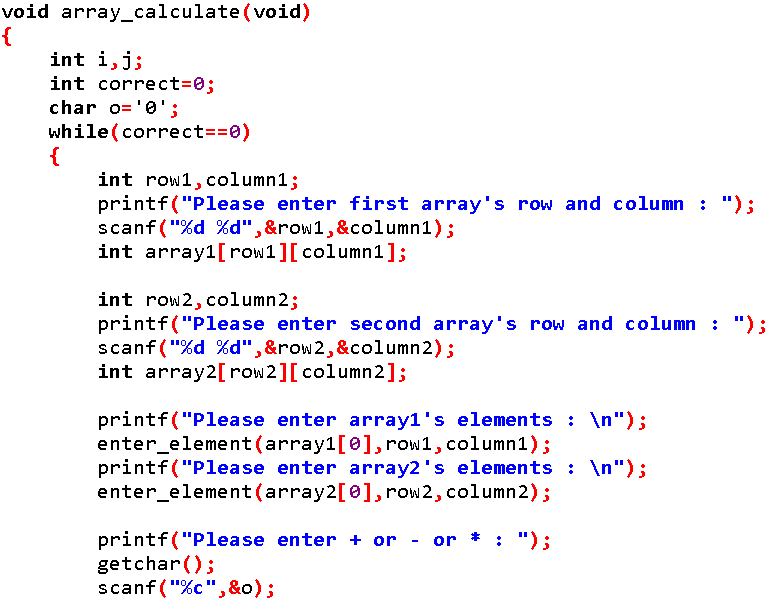 void array_calculate(void)
{
    int i,j;
    int correct=0;
    char o='0';
    while(correct==0)
    {
        int row1,column1;
        printf("Please enter first array's row and column : ");
        scanf("%d %d",&row1,&column1);
        int array1[row1][column1];

        int row2,column2;
        printf("Please enter second array's row and column : ");
        scanf("%d %d",&row2,&column2);
        int array2[row2][column2];

        printf("Please enter array1's elements : \n");
        enter_element(array1[0],row1,column1);
        printf("Please enter array2's elements : \n");
        enter_element(array2[0],row2,column2);

        printf("Please enter + or - or * : ");
        getchar();
        scanf("%c",&o);